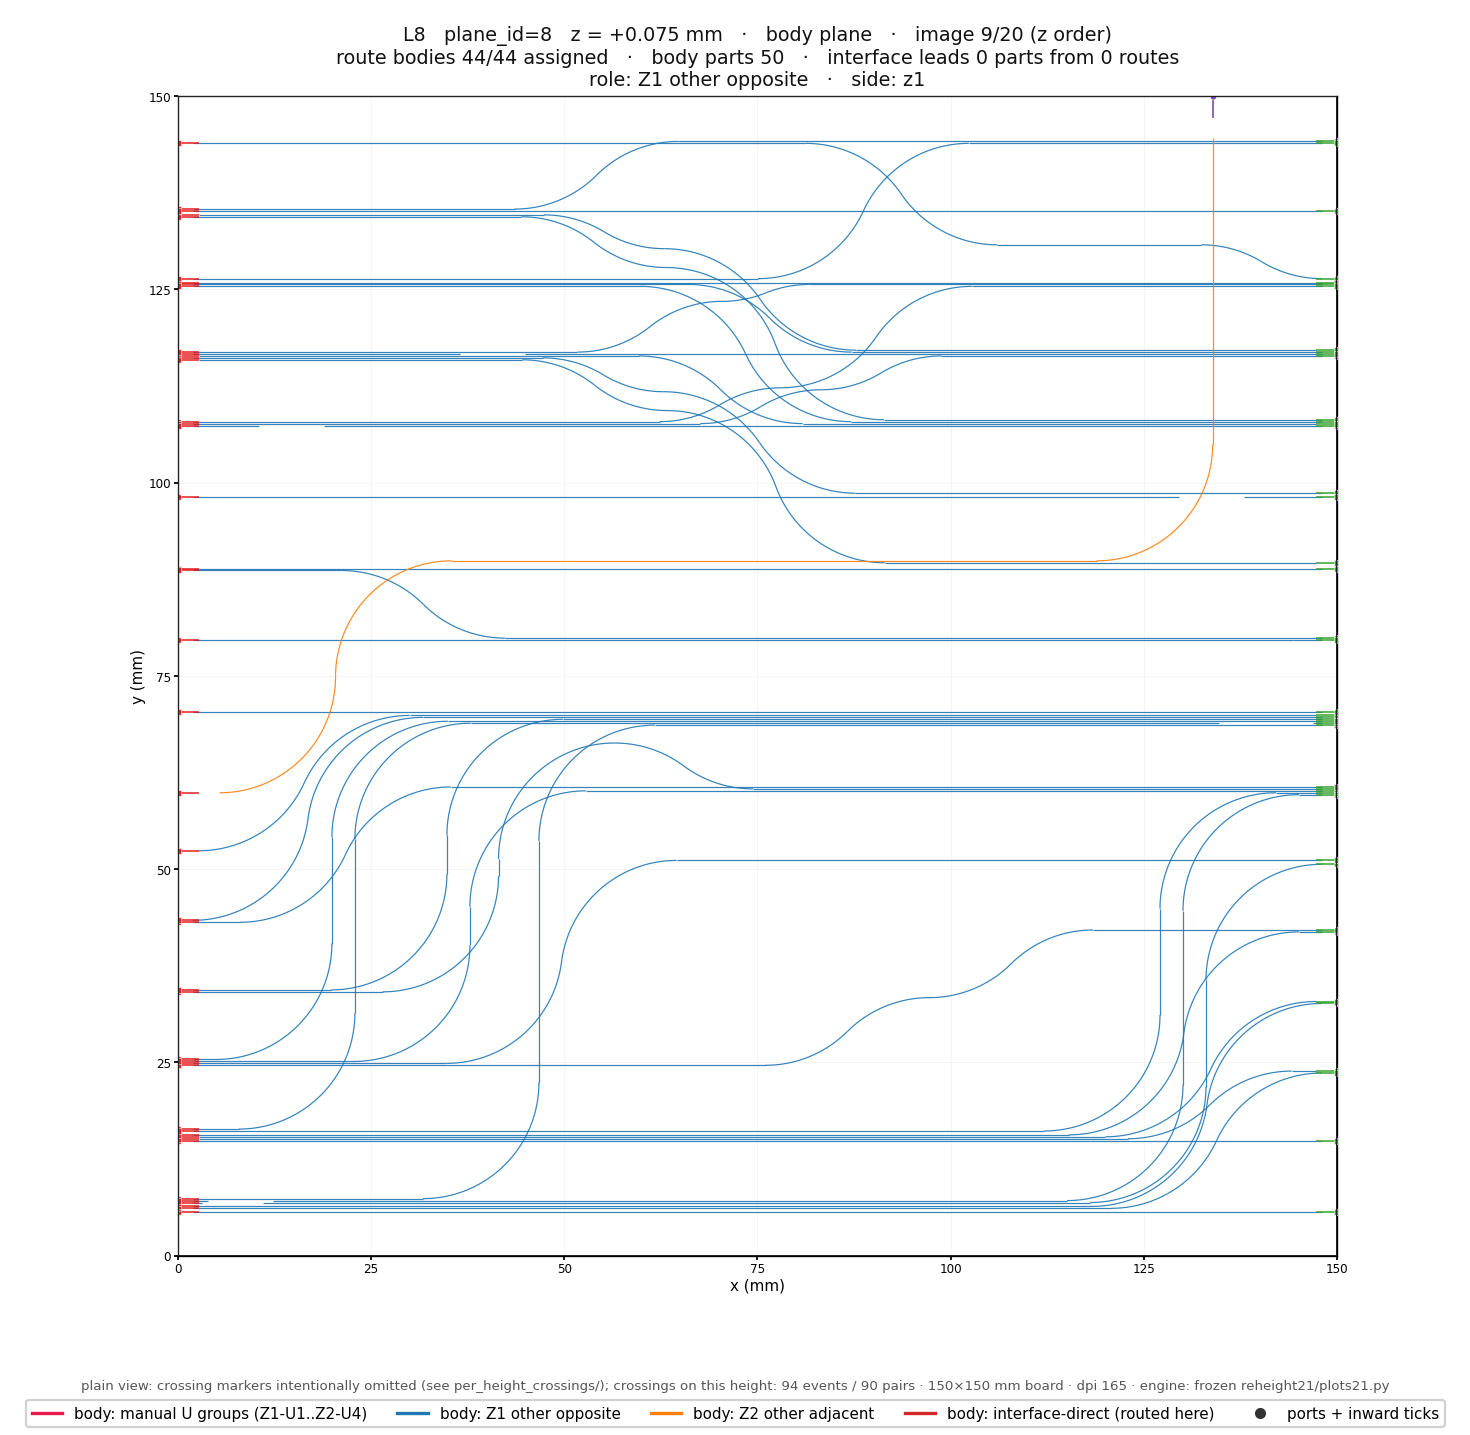 L8   plane_id=8   z = +0.075 mm   ·   body plane   ·   image 9/20 (z order)
route bodies 44/44 assigned   ·   body parts 50   ·   interface leads 0 parts from 0 routes
role: Z1 other opposite   ·   side: z1
150
125
100
75
50
25
0
y (mm)
0 25 50 75 100 125 150
x (mm)
plain view: crossing markers intentionally omitted (see per_height_crossings/); crossings on this height: 94 events / 90 pairs · 150×150 mm board · dpi 165 · engine: frozen reheight21/plots21.py
body: manual U groups (Z1-U1..Z2-U4) body: Z1 other opposite body: Z2 other adjacent body: interface-direct (routed here) ports + inward ticks